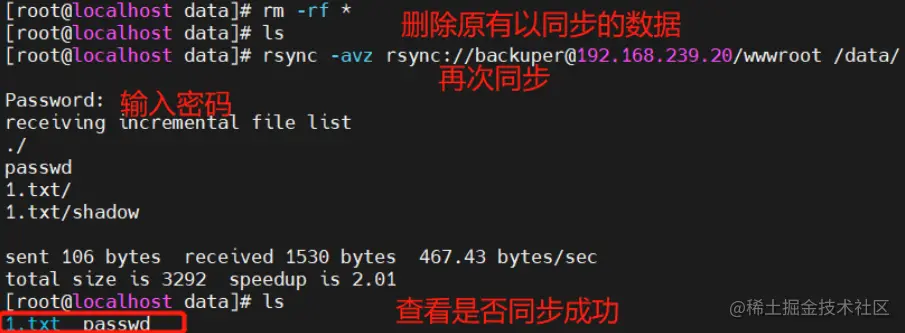 [root@localhost data]# rm -rf *
删除原有以同步的数据
[root@localhost data]# ls
[root@localhost data]# rsync -avz rsync://backuper@192.168.239.20/wwwroot /data/
再次同步
Password: 输入密码
receiving incremental file list
./
passwd
1.txt/
1.txt/shadow
sent 106 bytes  received 1530 bytes  467.43 bytes/sec
total size is 3292  speedup is 2.01
[root@localhost data]# ls
查看是否同步成功
1.txt  passwd
@稀土掘金技术社区